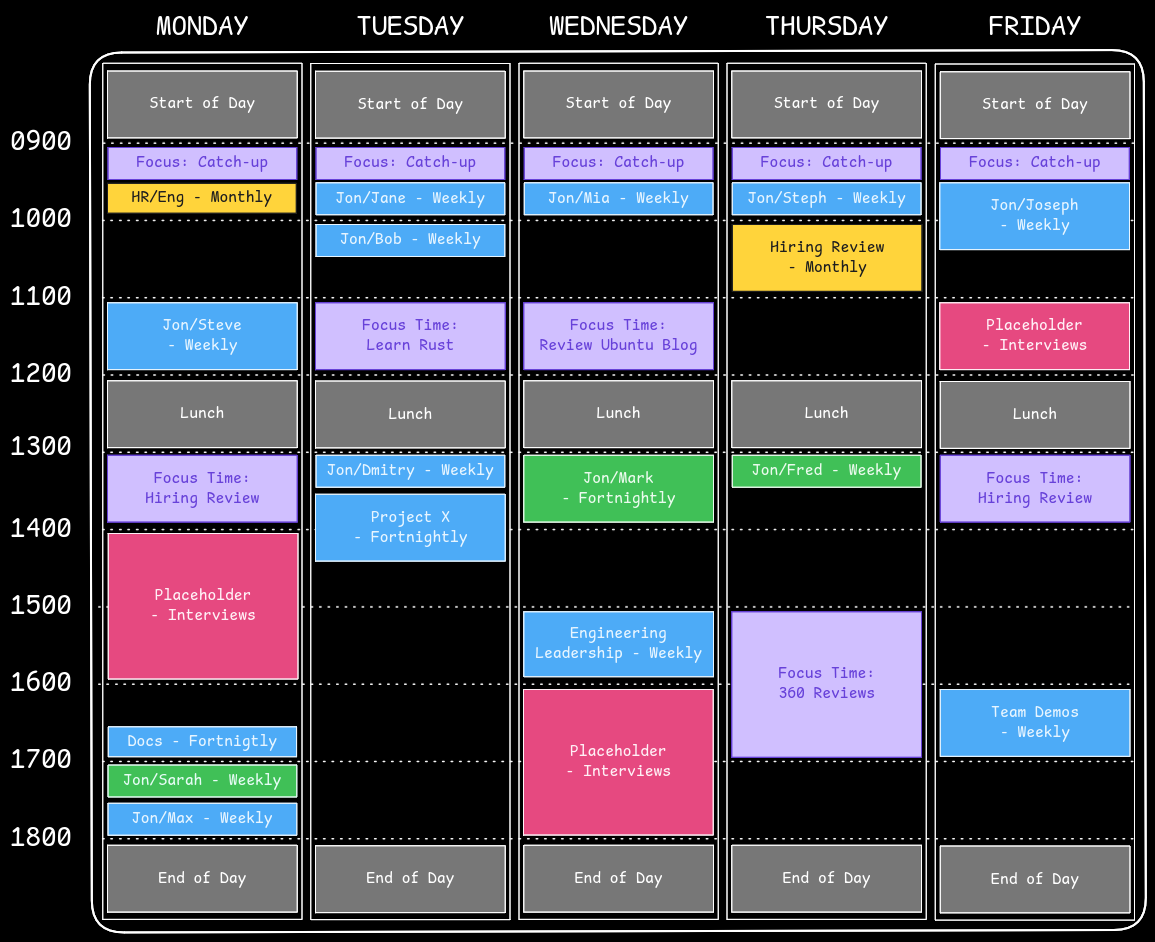 MONDAY
TUESDAY
WEDNESDAY
THURSDAY
FRIDAY
Start of Day
Start of Day
Start of Day
Start of Day
Start of Day
0900
Focus: Catch-up
Focus: Catch-up
Focus: Catch-up
Focus: Catch-up
Focus: Catch-up
HR/Eng - Monthly
Jon/Jane - Weekly
Jon/Mia - Weekly
Jon/Steph - Weekly
Jon/Joseph
- Weekly
1000
Jon/Bob - Weekly
Hiring Review
- Monthly
1100
Jon/Steve
- Weekly
Focus Time:
Learn Rust
Focus Time:
Review Ubuntu Blog
Placeholder
- Interviews
1200
Lunch
Lunch
Lunch
Lunch
Lunch
1300
Focus Time:
Hiring Review
Jon/Dmitry - Weekly
Jon/Mark
- Fortnightly
Jon/Fred - Weekly
Focus Time:
Hiring Review
Project X
- Fortnightly
1400
Placeholder
- Interviews
1500
Engineering
Leadership - Weekly
Focus Time:
360 Reviews
1600
Placeholder
- Interviews
Team Demos
- Weekly
Docs - Fortnigtly
1700
Jon/Sarah - Weekly
Jon/Max - Weekly
1800
End of Day
End of Day
End of Day
End of Day
End of Day